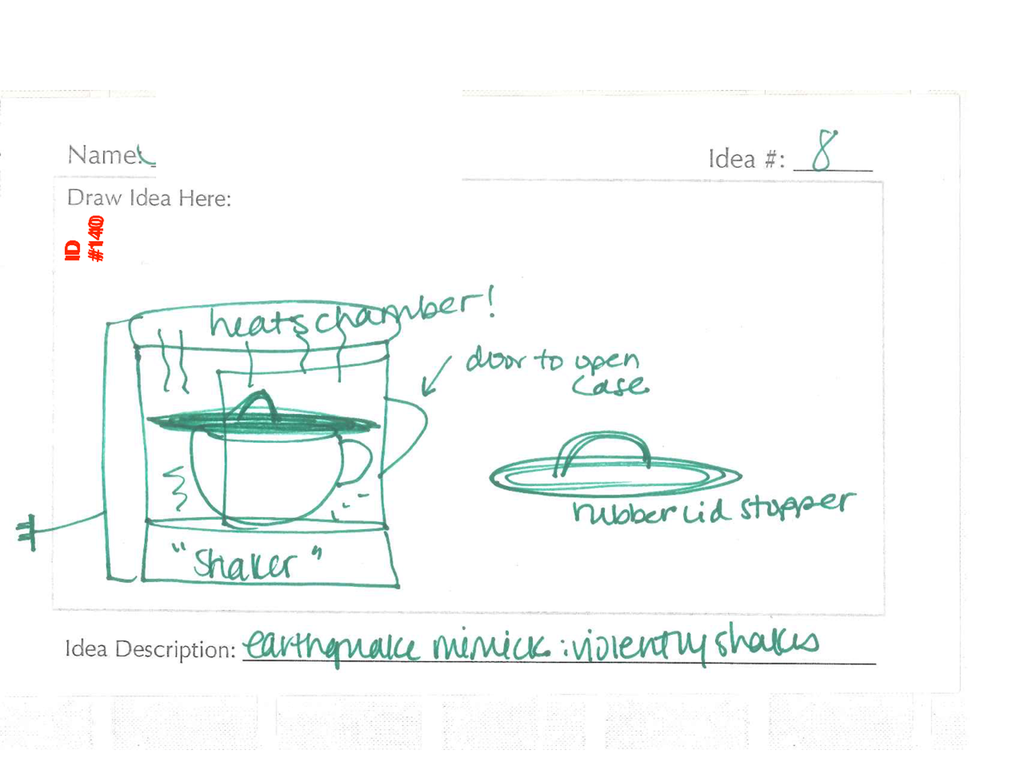 Name:
Idea #: 8
Draw Idea Here:
ID
#140
heats chamber!
door to open
case
rubber lid stopper
"Shaker"
Idea Description: earthquake mimick: violently shakes